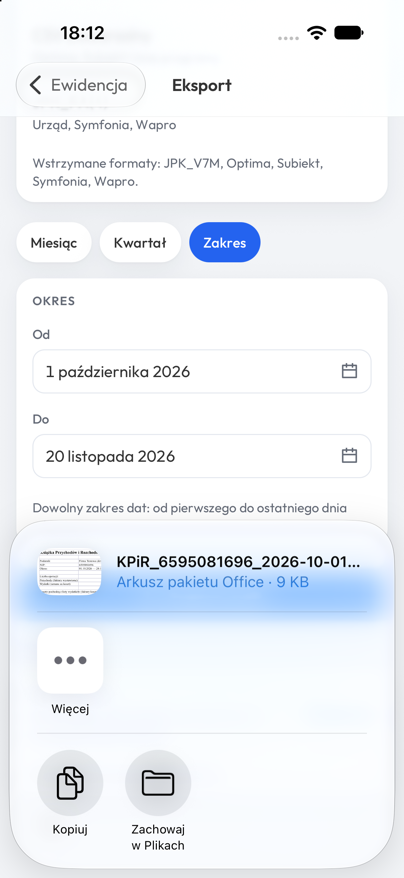 18:12
Ewidencja
Eksport
Urząd, Symfonia, Wapro
Wstrzymane formaty: JPK_V7M, Optima, Subiekt,
Symfonia, Wapro.
Miesiąc
Kwartał
Zakres
OKRES
Od
1 października 2026
Do
20 listopada 2026
Dowolny zakres dat: od pierwszego do ostatniego dnia
KPiR_6595081696_2026-10-01...
Arkusz pakietu Office · 9 KB
Więcej
Kopiuj
Zachowaj
w Plikach